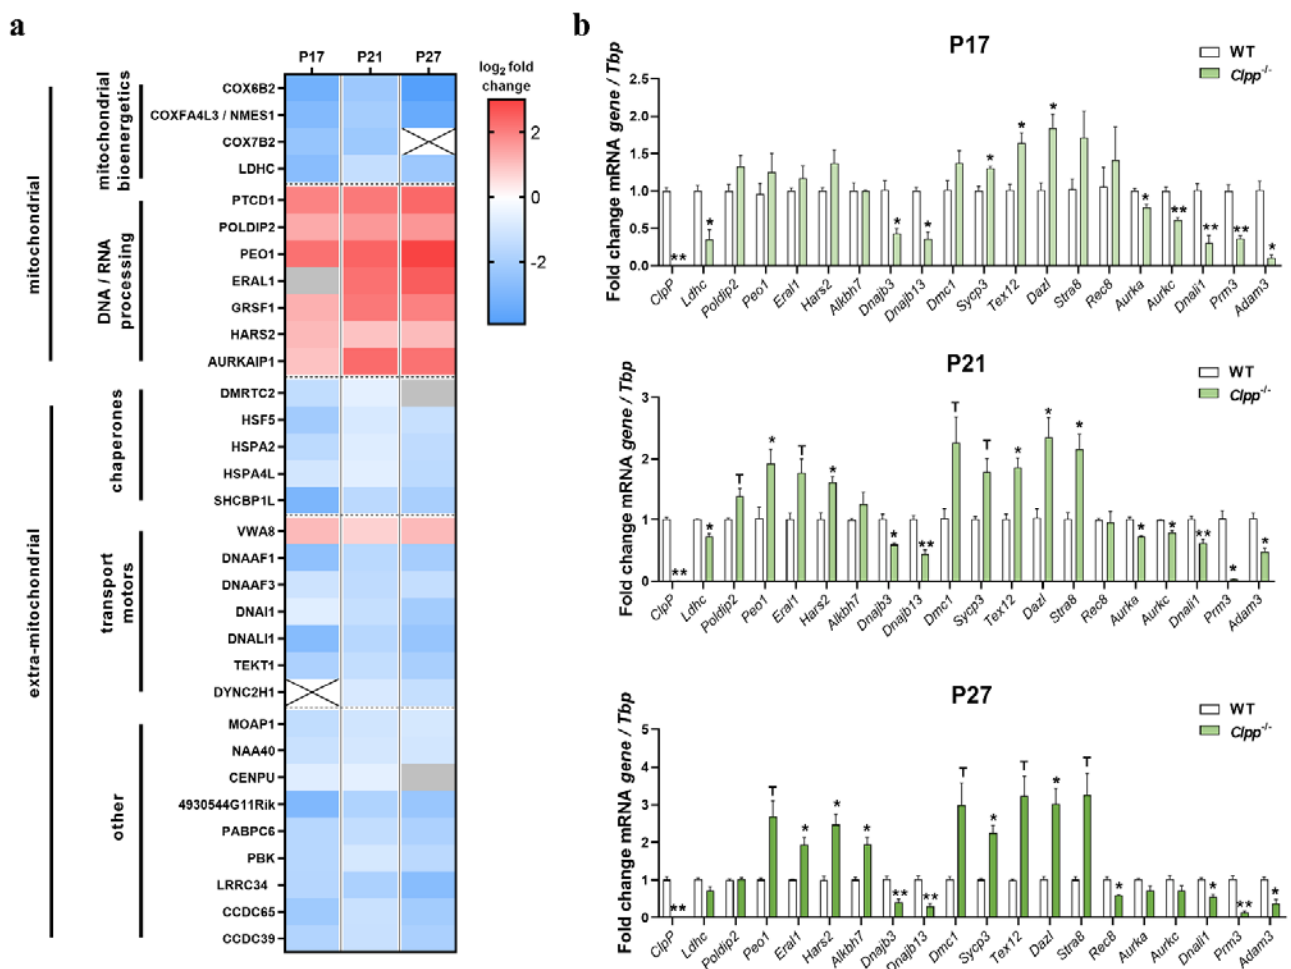 a
P17 P21 P27
log2 fold
change
2
0
-2
mitochondrial
mitochondrial
bioenergetics
COX6B2
COXFA4L3 / NMES1
COX7B2
LDHC
DNA / RNA
processing
PTCD1
POLDIP2
PEO1
ERAL1
GRSF1
HARS2
AURKAIP1
extra-mitochondrial
chaperones
DMRTC2
HSF5
HSPA2
HSPA4L
SHCBP1L
transport
motors
VWA8
DNAAF1
DNAAF3
DNAI1
DNALI1
TEKT1
DYNC2H1
other
MOAP1
NAA40
CENPU
4930544G11Rik
PABPC6
PBK
LRRC34
CCDC65
CCDC39
b
P17
WT
Clpp-/-
Fold change mRNA gene / Tbp
2.5
2.0
1.5
1.0
0.5
0.0
** * * * * * * * ** ** ** *
ClpP Ldhc Poldip2 Peo1 Eral1 Hars2 Alkbh7 Dnajb3 Dnajb13 Dmc1 Sycp3 Tex12 Dazl Stra8 Rec8 Aurka Aurkc Dnali1 Prm3 Adam3
P21
WT
Clpp-/-
Fold change mRNA gene / Tbp
3
2
1
0
** * T * T * * ** T T * * * * * ** * *
ClpP Ldhc Poldip2 Peo1 Eral1 Hars2 Alkbh7 Dnajb3 Dnajb13 Dmc1 Sycp3 Tex12 Dazl Stra8 Rec8 Aurka Aurkc Dnali1 Prm3 Adam3
P27
WT
Clpp-/-
Fold change mRNA gene / Tbp
5
4
3
2
1
0
** T * * * ** ** T * T * T * * ** *
ClpP Ldhc Poldip2 Peo1 Eral1 Hars2 Alkbh7 Dnajb3 Dnajb13 Dmc1 Sycp3 Tex12 Dazl Stra8 Rec8 Aurka Aurkc Dnali1 Prm3 Adam3